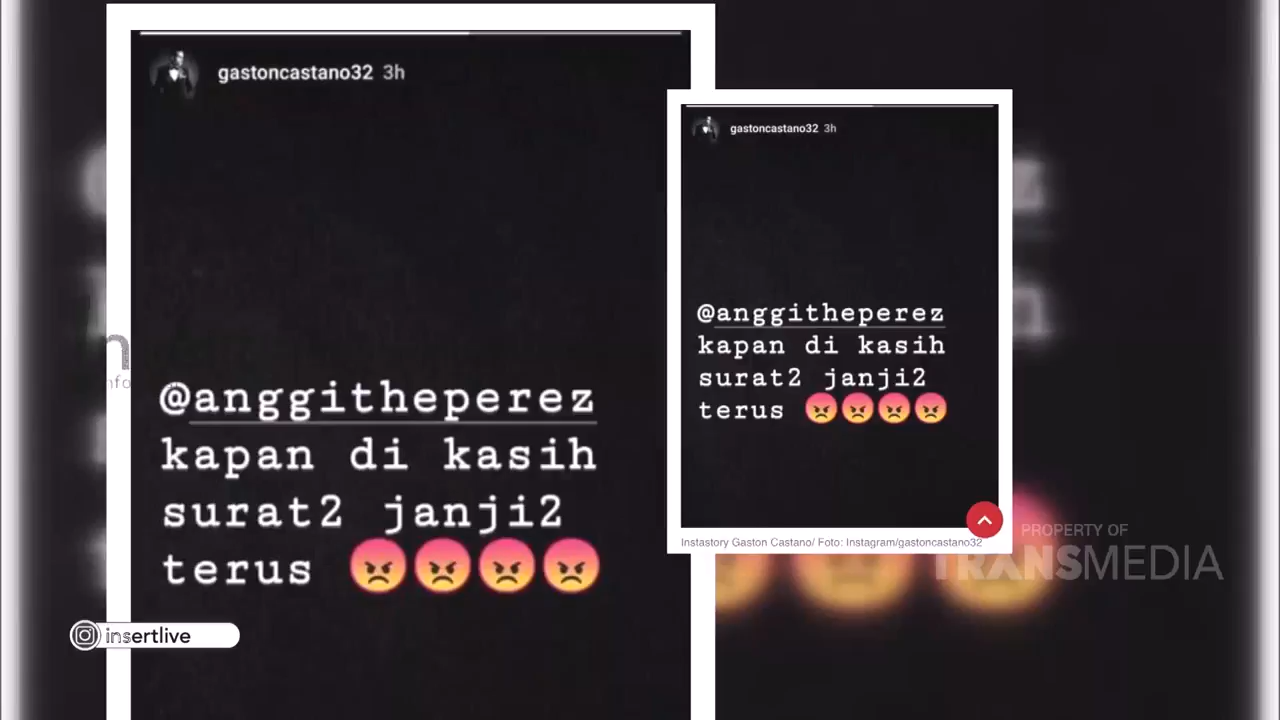 gastoncastano32 3h
@anggitheperez
kapan di kasih
surat2 janji2
terus 😡😡😡😡
gastoncastano32 3h
@anggitheperez
kapan di kasih
surat2 janji2
terus 😡😡😡😡
Instastory Gaston Castano/ Foto: Instagram/gastoncastano32
PROPERTY OF
TRANSMEDIA
insertlive